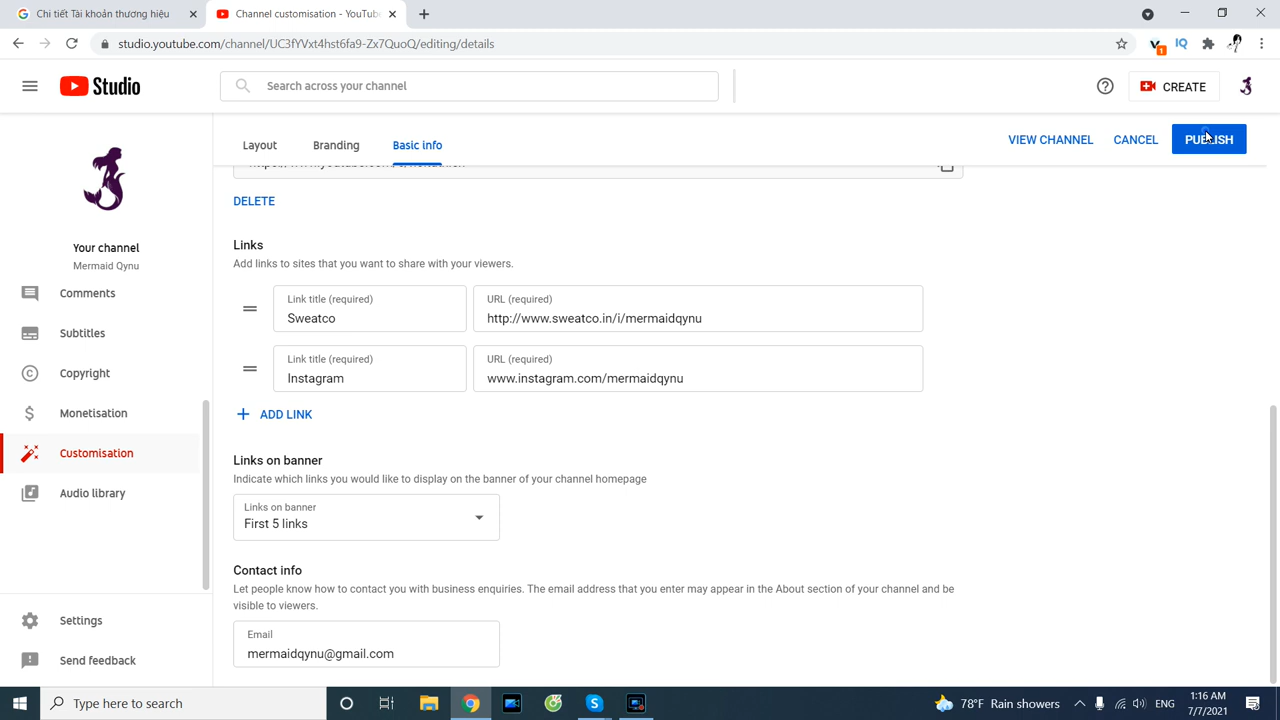 Chi tiết Tài khoản thương hiệu
Channel customisation - YouTube
studio.youtube.com/channel/UC3fYVxt4hst6fa9-Zx7QuoQ/editing/details
1
IQ
Studio
Search across your channel
CREATE
Layout
Branding
Basic info
VIEW CHANNEL
CANCEL
PUBLISH
DELETE
Your channel
Mermaid Qynu
Comments
Subtitles
Copyright
Monetisation
Customisation
Audio library
Settings
Send feedback
Links
Add links to sites that you want to share with your viewers.
Link title (required)
Sweatco
URL (required)
http://www.sweatco.in/i/mermaidqynu
Link title (required)
Instagram
URL (required)
www.instagram.com/mermaidqynu
ADD LINK
Links on banner
Indicate which links you would like to display on the banner of your channel homepage
Links on banner
First 5 links
Contact info
Let people know how to contact you with business enquiries. The email address that you enter may appear in the About section of your channel and be
visible to viewers.
Email
mermaidqynu@gmail.com
Type here to search
78°F Rain showers
ENG
1:16 AM
7/7/2021